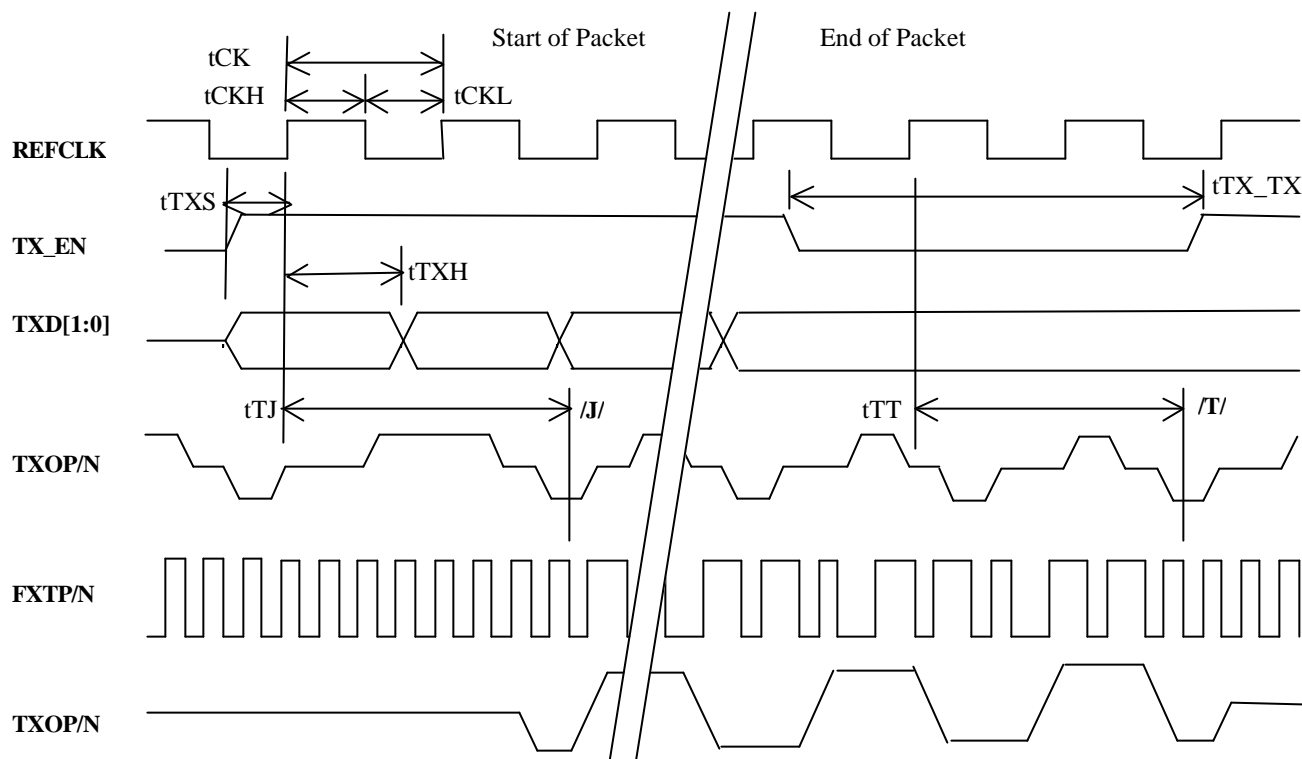 Start of Packet
End of Packet
tCK
tCKH
tCKL
REFCLK
tTXS
tTX_TX
TX_EN
tTXH
TXD[1:0]
tTJ
/J/
tTT
/T/
TXOP/N
FXTP/N
TXOP/N